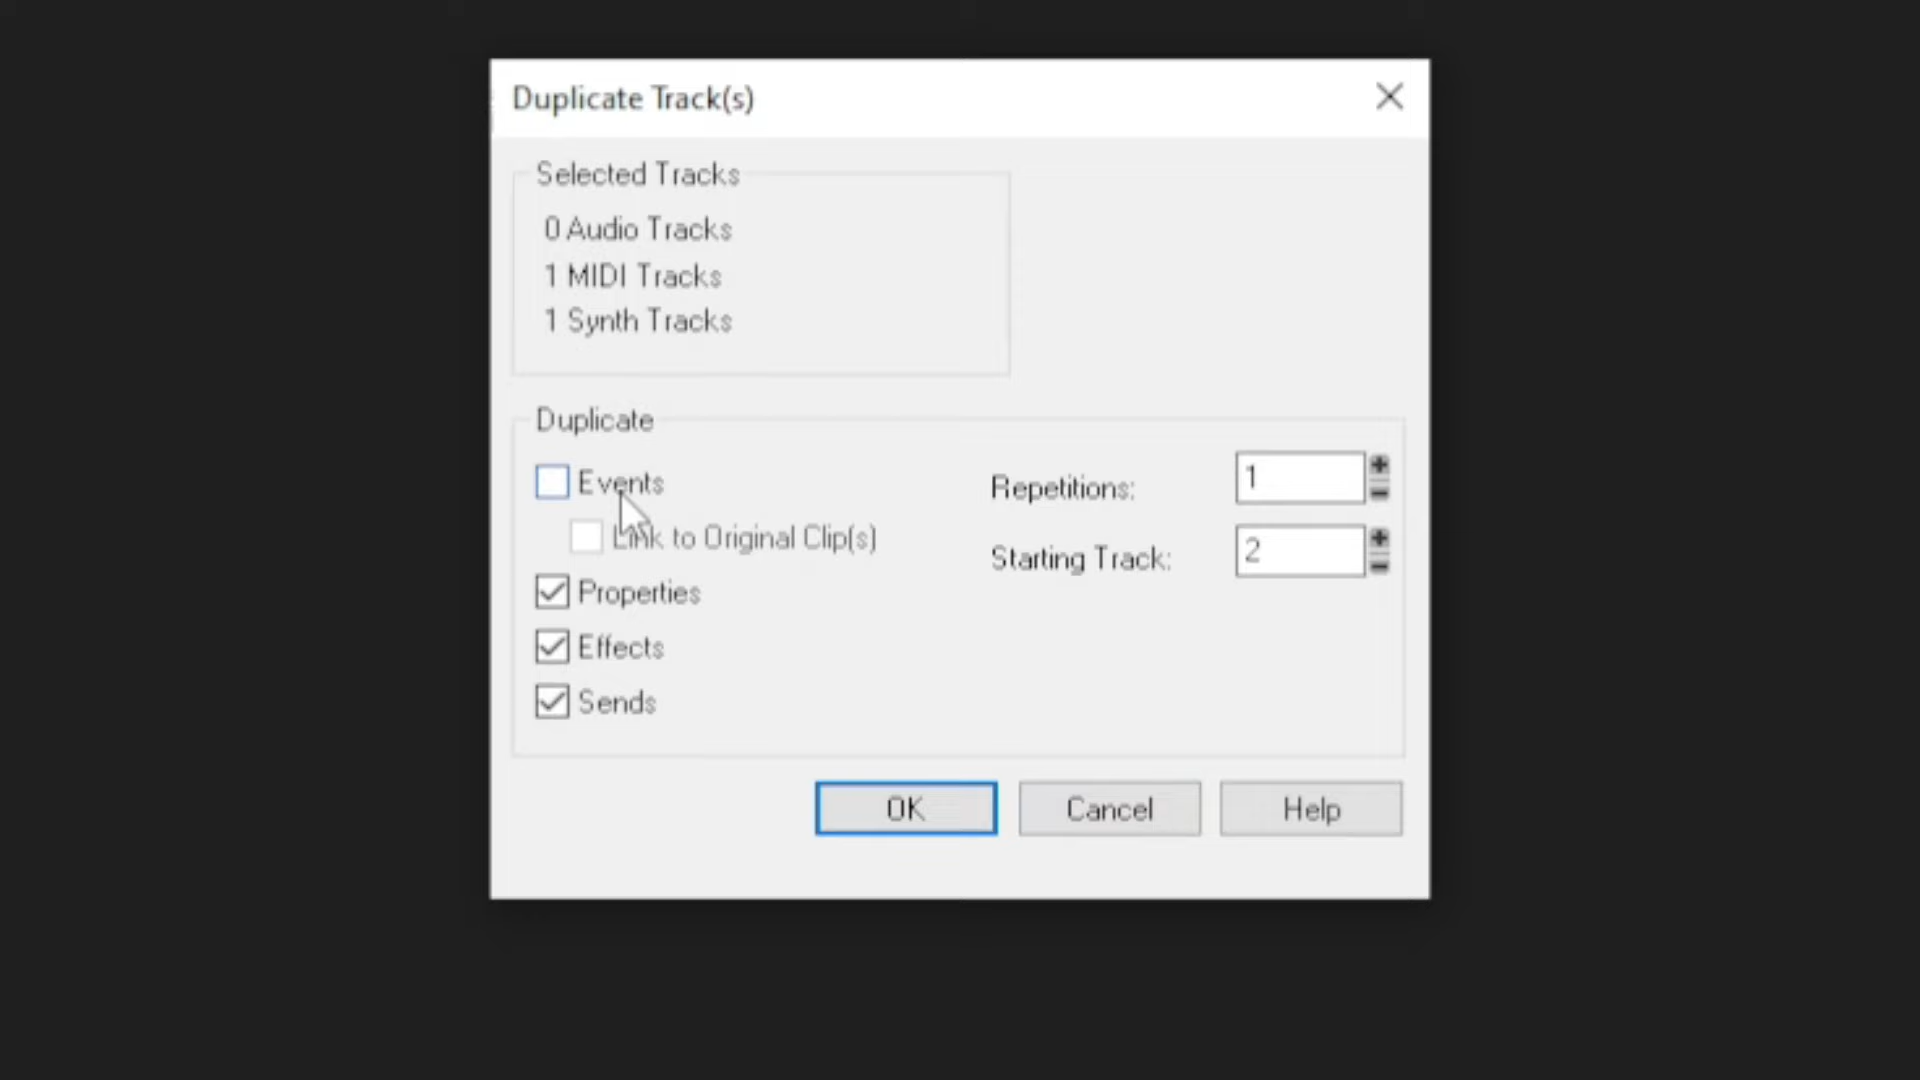 Duplicate Track(s)
Selected Tracks
0 Audio Tracks
1 MIDI Tracks
1 Synth Tracks
Duplicate
Events
Link to Original Clip(s)
Properties
Effects
Sends
Repetitions: 1
Starting Track: 2
OK Cancel Help